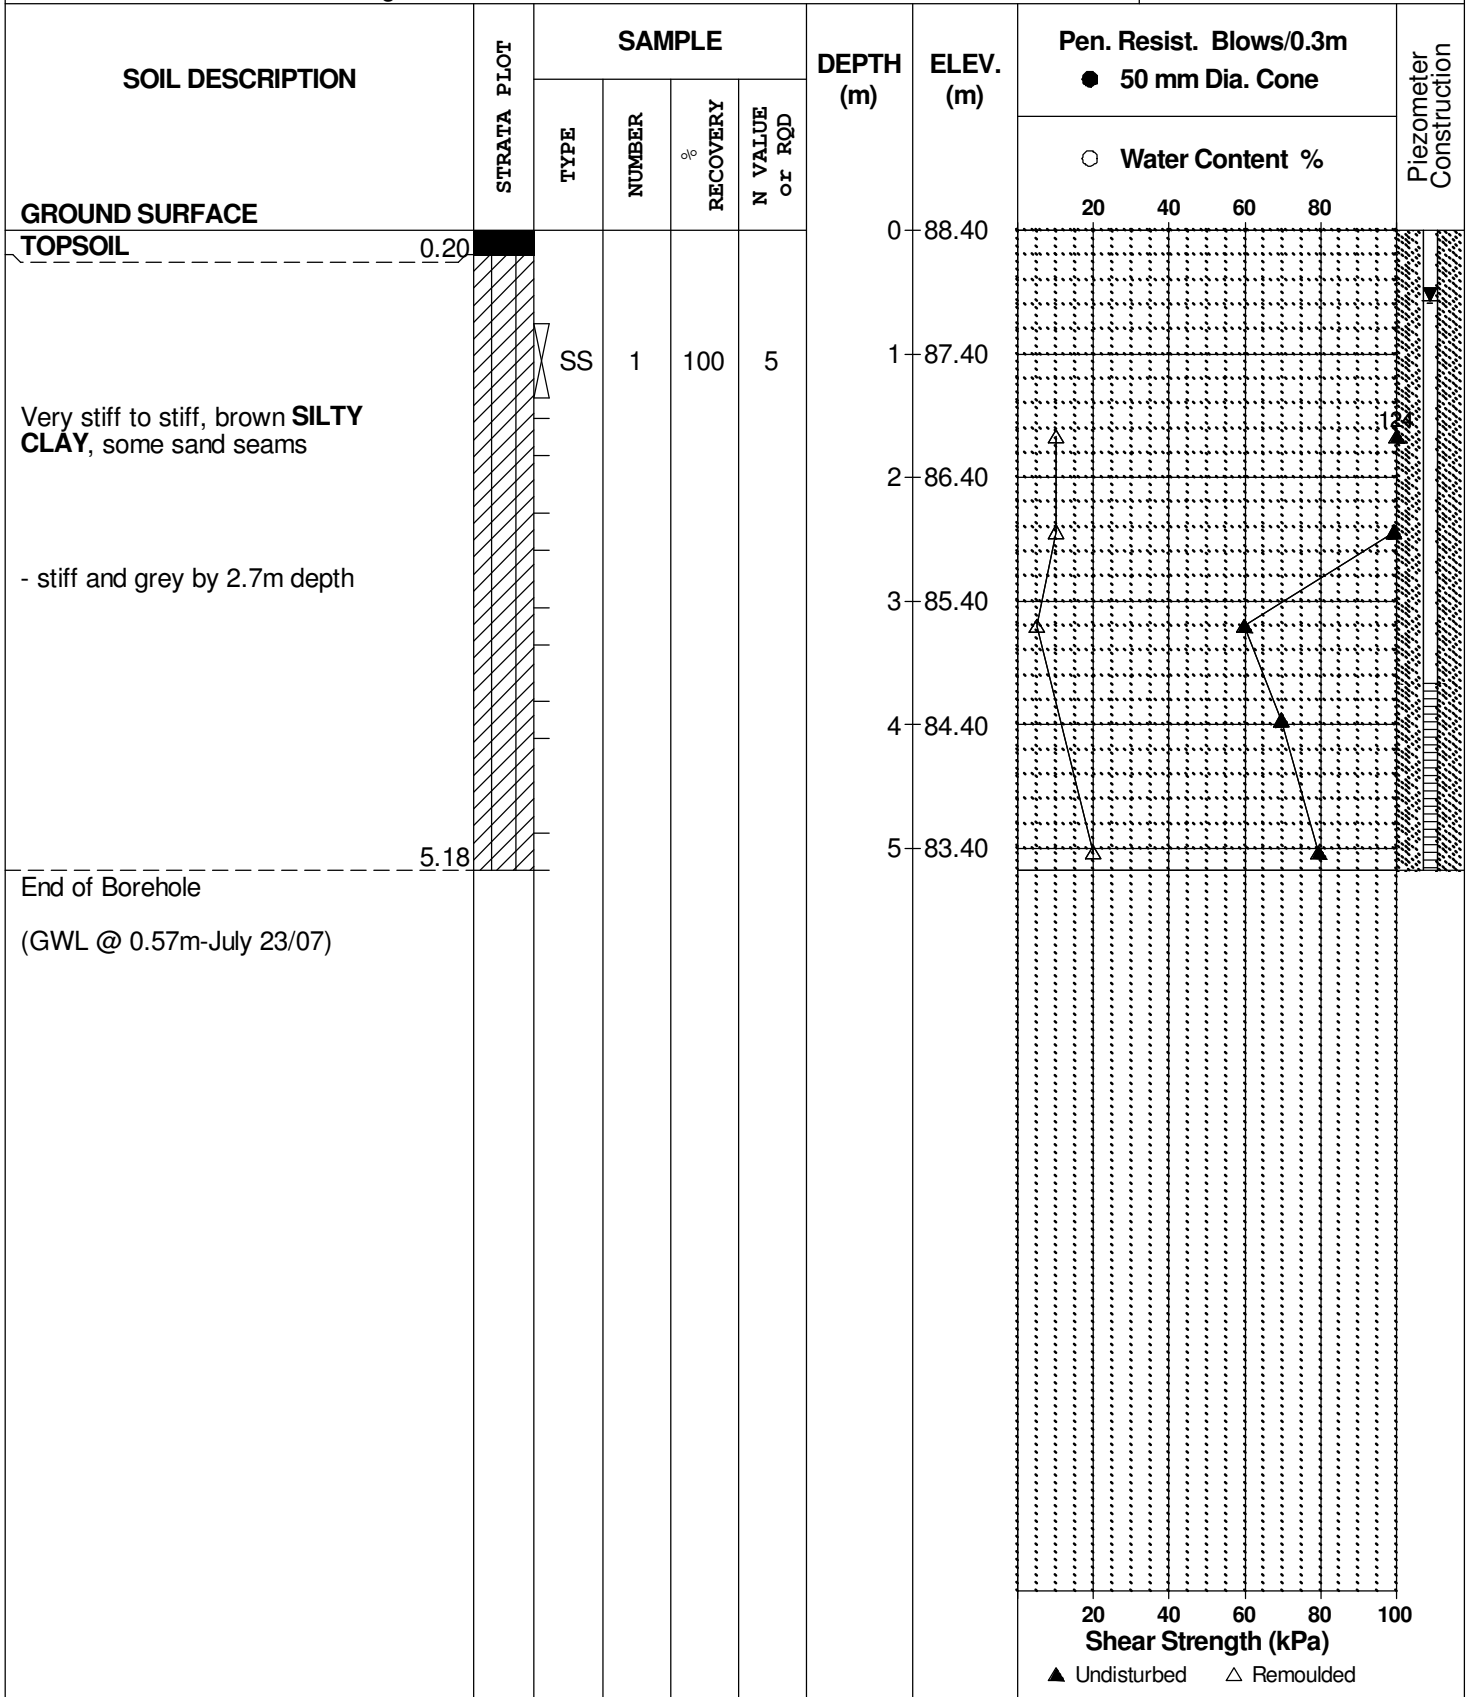 SOIL DESCRIPTION
GROUND SURFACE
STRATA PLOT
SAMPLE
TYPE
NUMBER
%
RECOVERY
N VALUE
or RQD
DEPTH
(m)
ELEV.
(m)
Pen. Resist. Blows/0.3m
● 50 mm Dia. Cone
○ Water Content %
20 40 60 80
Piezometer
Construction
TOPSOIL 0.20
0 88.40
SS 1 100 5
1 87.40
Very stiff to stiff, brown SILTY
CLAY, some sand seams
124
2 86.40
- stiff and grey by 2.7m depth
3 85.40
4 84.40
5 83.40
5.18
End of Borehole
(GWL @ 0.57m-July 23/07)
20 40 60 80 100
Shear Strength (kPa)
▲ Undisturbed △ Remoulded